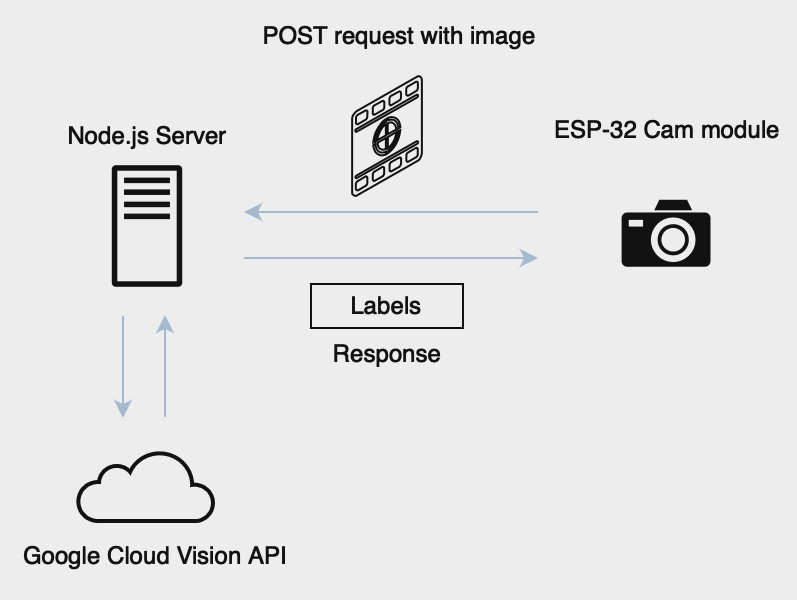 POST request with image
Node.js Server
ESP-32 Cam module
Labels
Response
Google Cloud Vision API